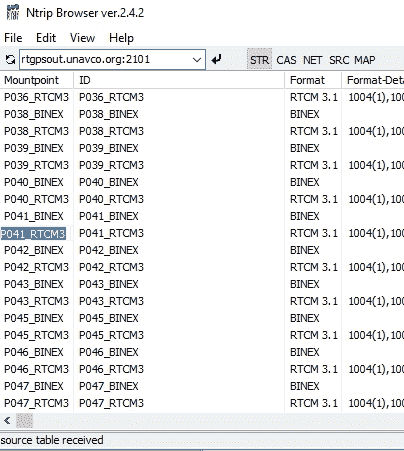 Ntrip Browser ver.2.4.2
File Edit View Help
rtgpsout.unavco.org:2101 STR CAS NET SRC MAP
Mountpoint ID Format Format-Deta
P036_RTCM3 P036_RTCM3 RTCM 3.1 1004(1),100
P038_BINEX P038_BINEX BINEX
P038_RTCM3 P038_RTCM3 RTCM 3.1 1004(1),100
P039_BINEX P039_BINEX BINEX
P039_RTCM3 P039_RTCM3 RTCM 3.1 1004(1),100
P040_BINEX P040_BINEX BINEX
P040_RTCM3 P040_RTCM3 RTCM 3.1 1004(1),100
P041_BINEX P041_BINEX BINEX
P041_RTCM3 P041_RTCM3 RTCM 3.1 1004(1),100
P042_BINEX P042_BINEX BINEX
P042_RTCM3 P042_RTCM3 RTCM 3.1 1004(1),100
P043_BINEX P043_BINEX BINEX
P043_RTCM3 P043_RTCM3 RTCM 3.1 1004(1),100
P045_BINEX P045_BINEX BINEX
P045_RTCM3 P045_RTCM3 RTCM 3.1 1004(1),100
P046_BINEX P046_BINEX BINEX
P046_RTCM3 P046_RTCM3 RTCM 3.1 1004(1),100
P047_BINEX P047_BINEX BINEX
P047_RTCM3 P047_RTCM3 RTCM 3.1 1004(1),100
source table received